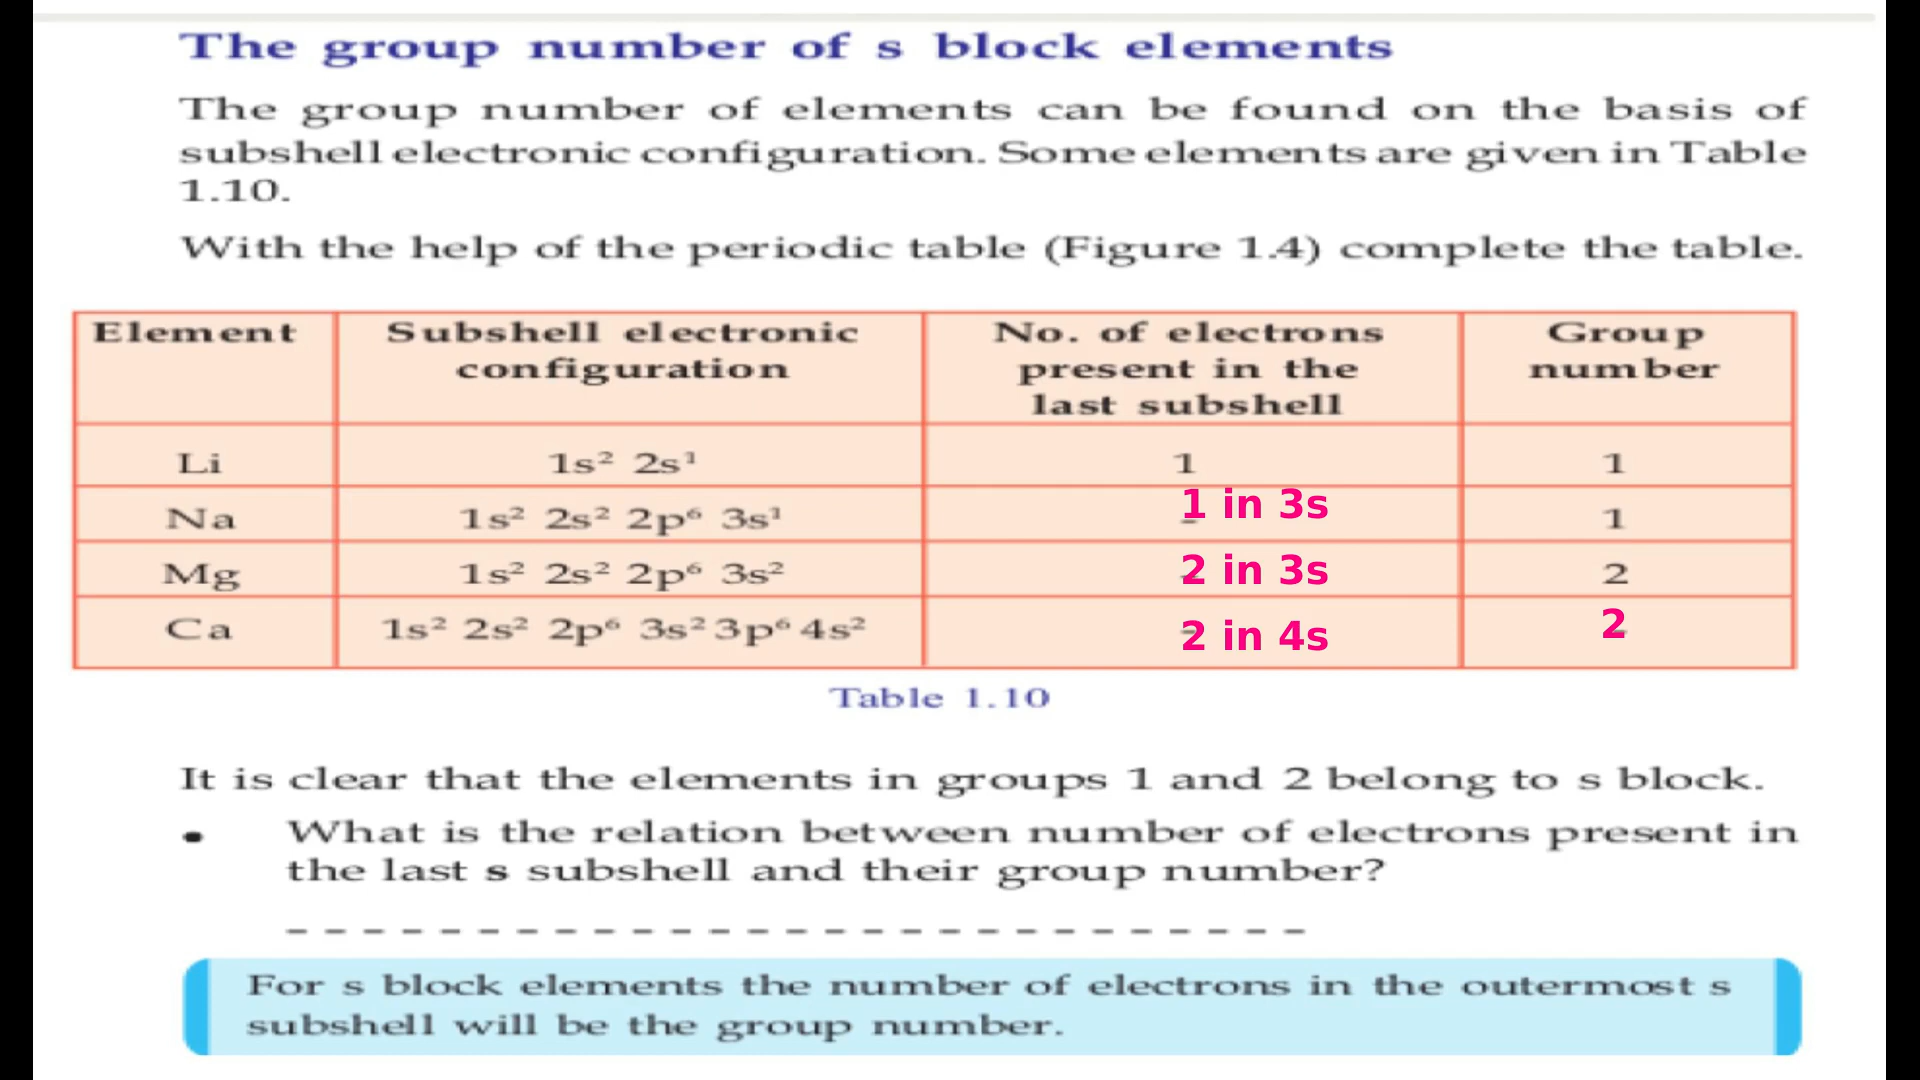 The group number of s block elements
The group number of elements can be found on the basis of
subshell electronic configuration. Some elements are given in Table
1.10.
With the help of the periodic table (Figure 1.4) complete the table.
Element Subshell electronic configuration No. of electrons present in the last subshell Group number
Li 1s² 2s¹ 1 1
Na 1s² 2s² 2p⁶ 3s¹ 1 in 3s 1
Mg 1s² 2s² 2p⁶ 3s² 2 in 3s 2
Ca 1s² 2s² 2p⁶ 3s² 3p⁶ 4s² 2 in 4s 2
Table 1.10
It is clear that the elements in groups 1 and 2 belong to s block.
• What is the relation between number of electrons present in
the last s subshell and their group number?
For s block elements the number of electrons in the outermost s
subshell will be the group number.